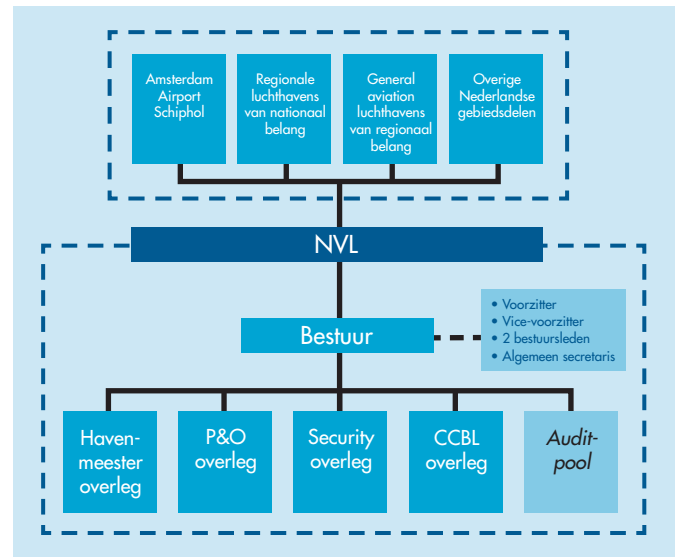 Amsterdam
Airport
Schiphol
Regionale
luchthavens
van nationaal
belang
General
aviation
luchthavens
van regionaal
belang
Overige
Nederlandse
gebiedsdelen
NVL
Bestuur
• Voorzitter
• Vice-voorzitter
• 2 bestuursleden
• Algemeen secretaris
Haven-
meester
overleg
P&O
overleg
Security
overleg
CCBL
overleg
Audit-
pool